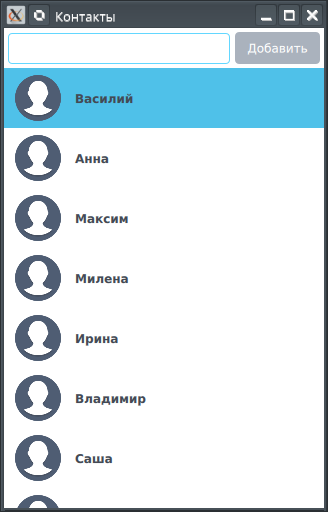 Контакты
Добавить
Василий
Анна
Максим
Милена
Ирина
Владимир
Саша